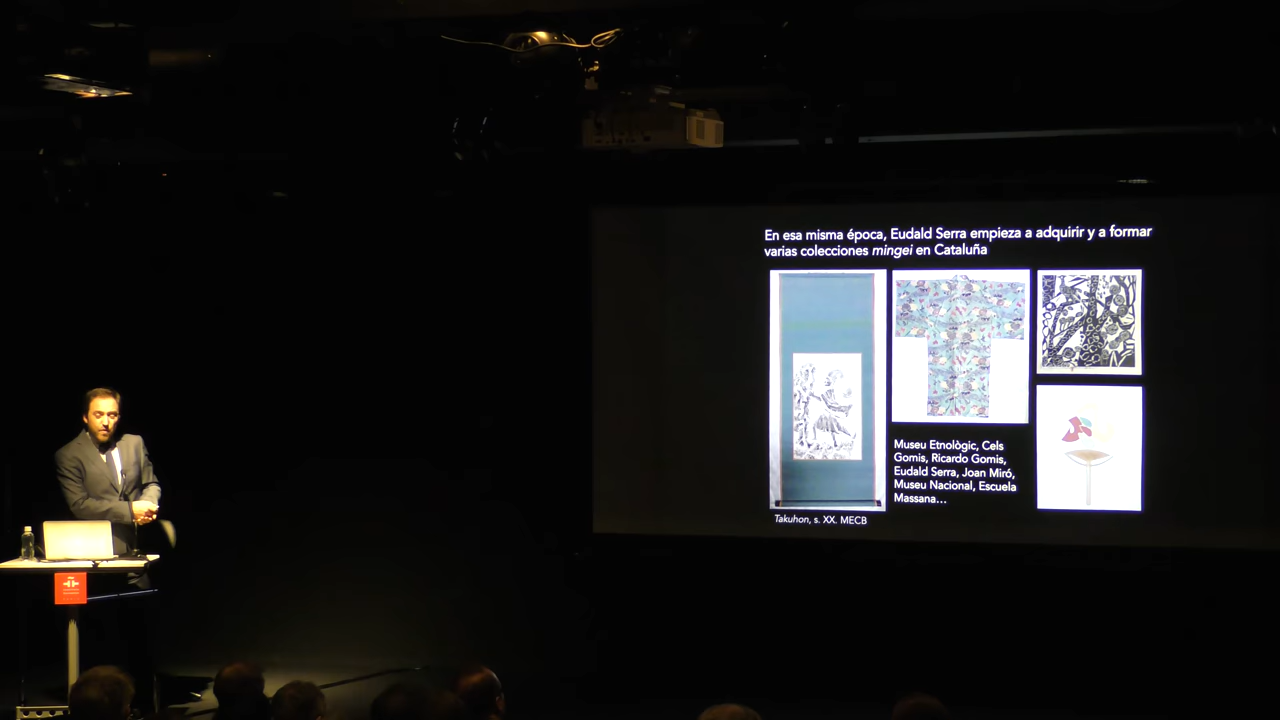 En esa misma época, Eudald Serra empieza a adquirir y a formar
varias colecciones mingei en Cataluña
Museu Etnològic, Cels
Gomis, Ricardo Gomis,
Eudald Serra, Joan Miró,
Museu Nacional, Escuela
Massana...
Takuhon, s. XX. MECB